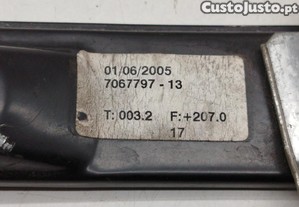 CustoJusto.pt
01/06/2005
7067797 - 13
T: 003.2 F:+207.0
17